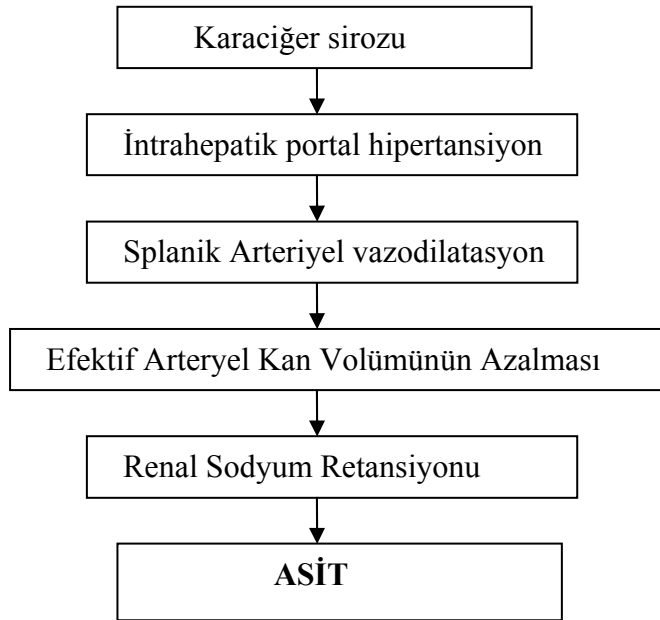 Karaciğer sirozu
İntrahepatik portal hipertansiyon
Splanik Arteriyel vazodilatasyon
Efektif Arteryel Kan Volümünün Azalması
Renal Sodyum Retansiyonu
ASİT